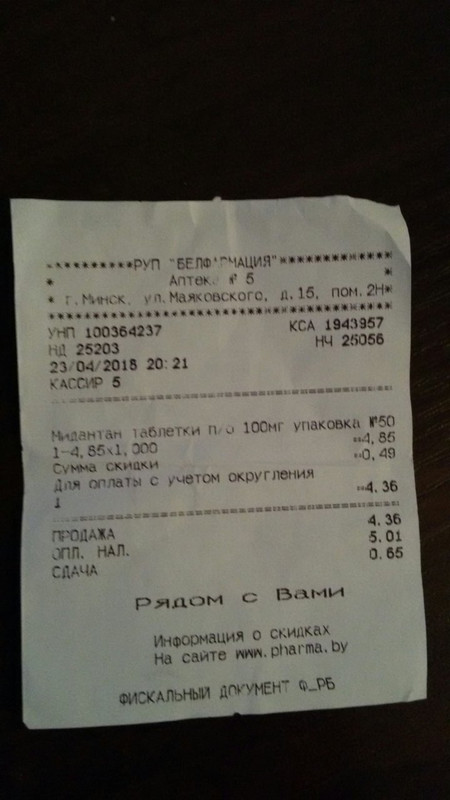 ********РУП "БЕЛФАРМАЦИЯ"***********
* Аптека № 5 *
* г.Минск, ул.Маяковского, д.15, пом.2Н*
************************************
УНП 100364237 КСА 1943957
НД 25203 НЧ 25056
23/04/2018 20:21
КАССИР 5
====================================
Мидантан таблетки п/о 100мг упаковка №50
1-4,85x1,000 =4,85
Сумма скидки =0,49
Для оплаты с учетом округления
1 =4,36
====================================
ПРОДАЖА 4.36
ОПЛ. НАЛ. 5.01
СДАЧА 0.65
Рядом с Вами
Информация о скидках
На сайте www.pharma.by
ФИСКАЛЬНЫЙ ДОКУМЕНТ Ф_РБ